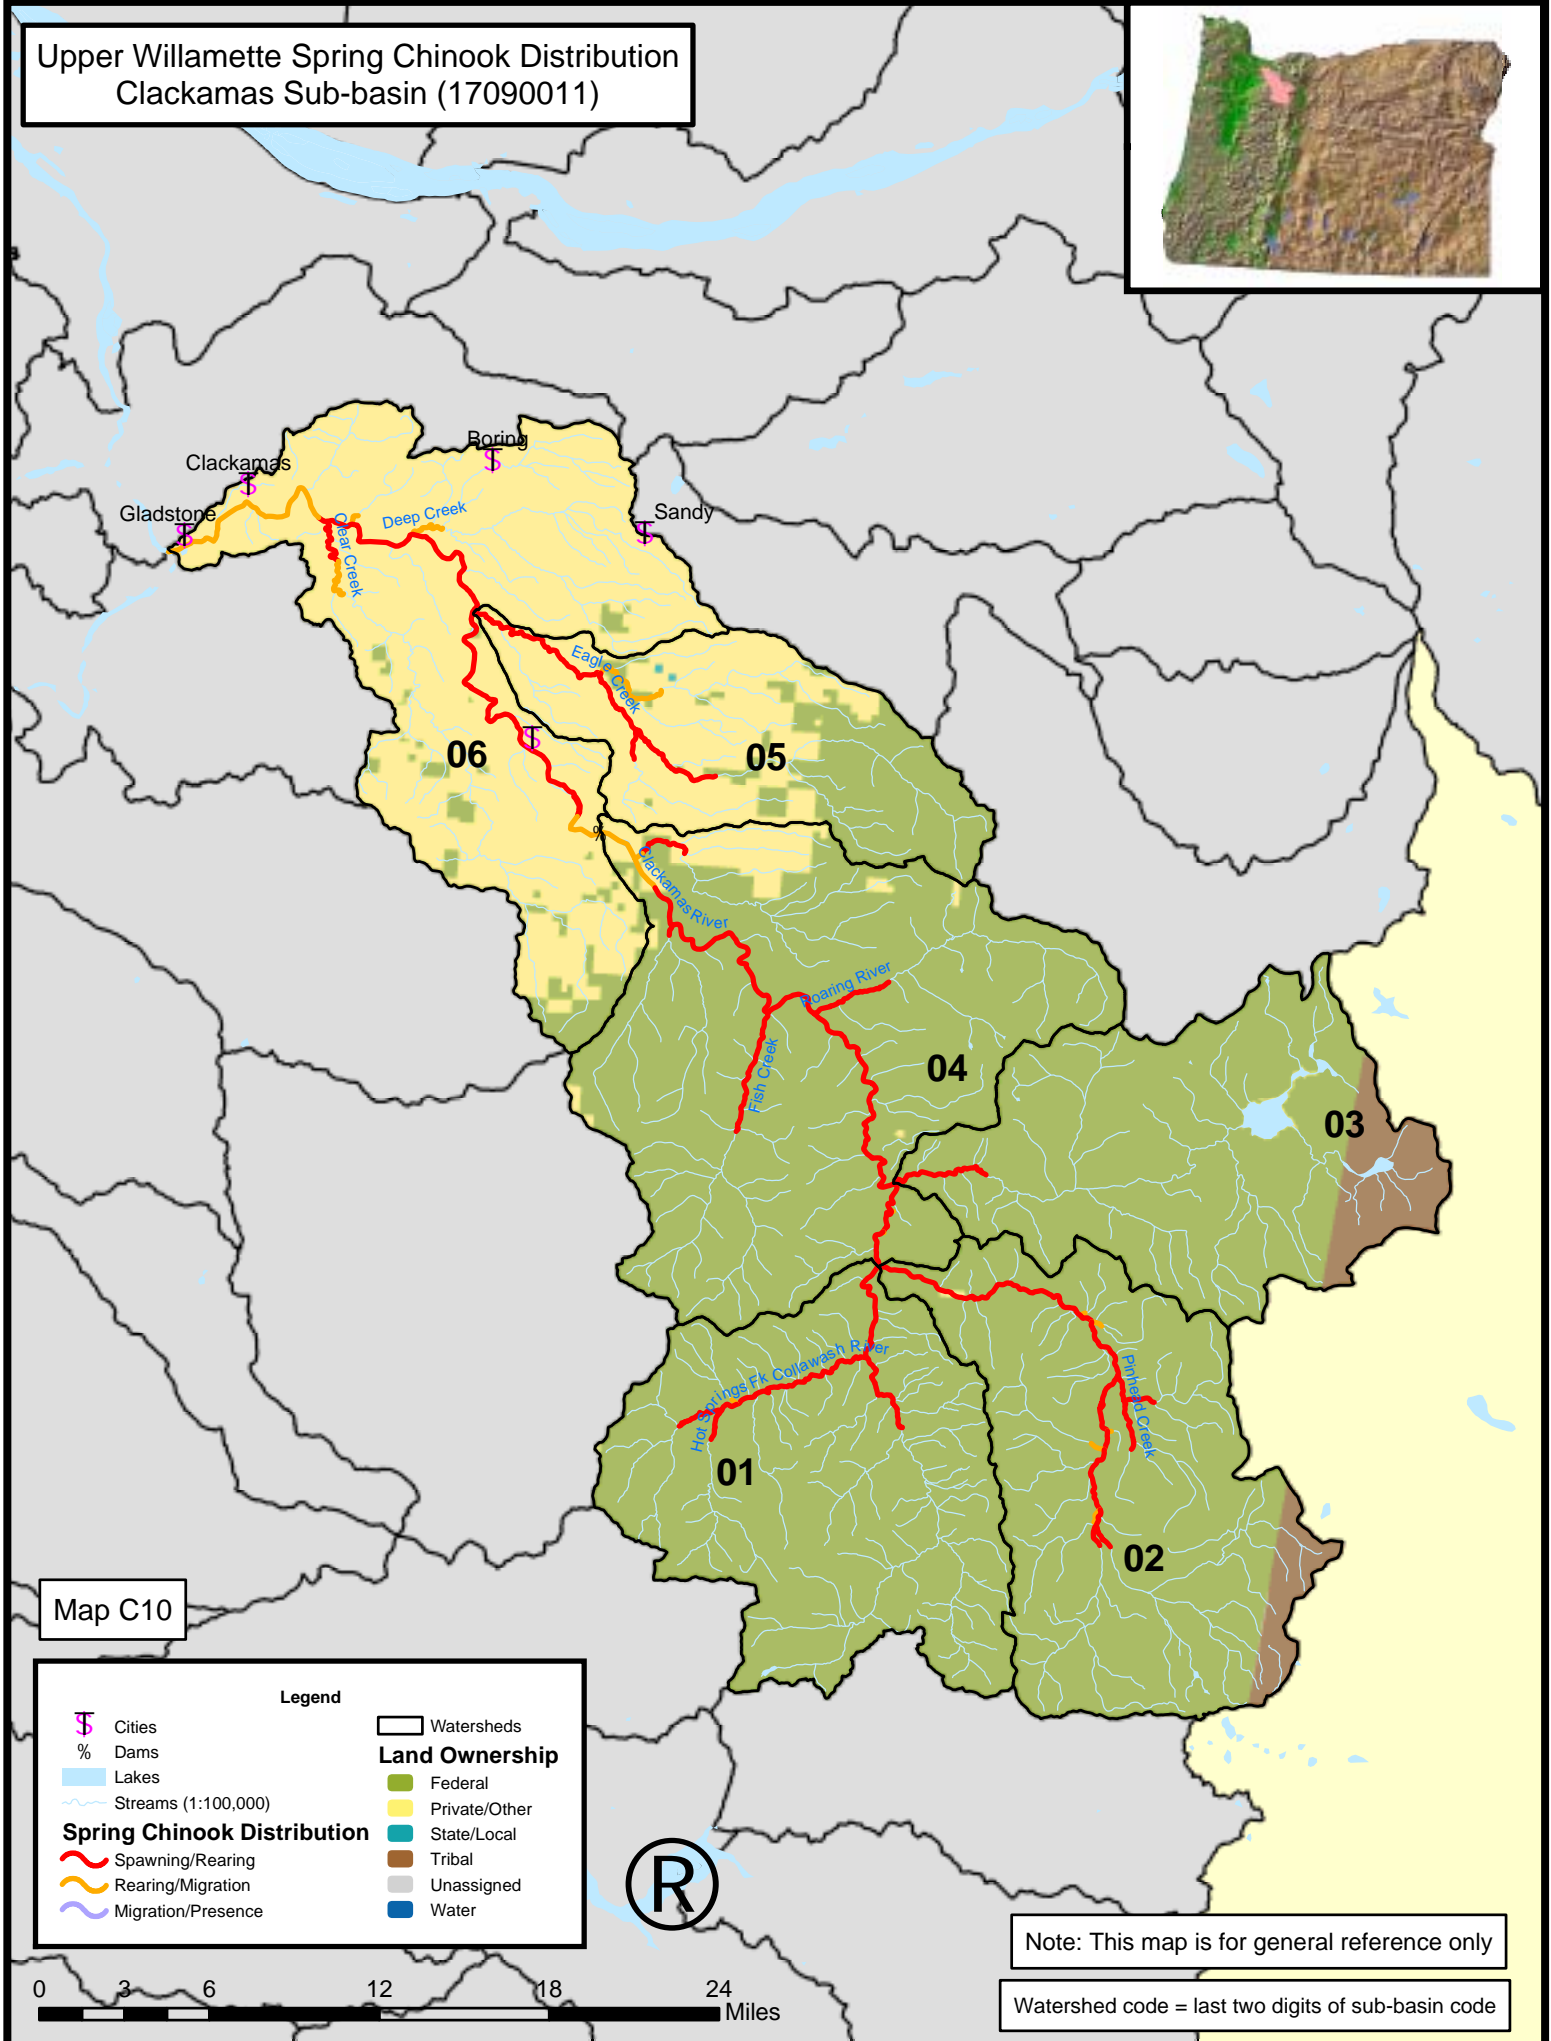 Upper Willamette Spring Chinook Distribution
Clackamas Sub-basin (17090011)
Boring
Clackamas
Gladstone
Sandy
Deep Creek
Clear Creek
Eagle Creek
06
05
%
Clackamas River
Roaring River
Fish Creek
04
03
Hot Springs Fk Collawash River
Pinhead Creek
01
02
Map C10
Legend
Cities
% Dams
Lakes
Streams (1:100,000)
Spring Chinook Distribution
Spawning/Rearing
Rearing/Migration
Migration/Presence
Watersheds
Land Ownership
Federal
Private/Other
State/Local
Tribal
Unassigned
Water
®
Note: This map is for general reference only
Watershed code = last two digits of sub-basin code
0 3 6 12 18 24
Miles